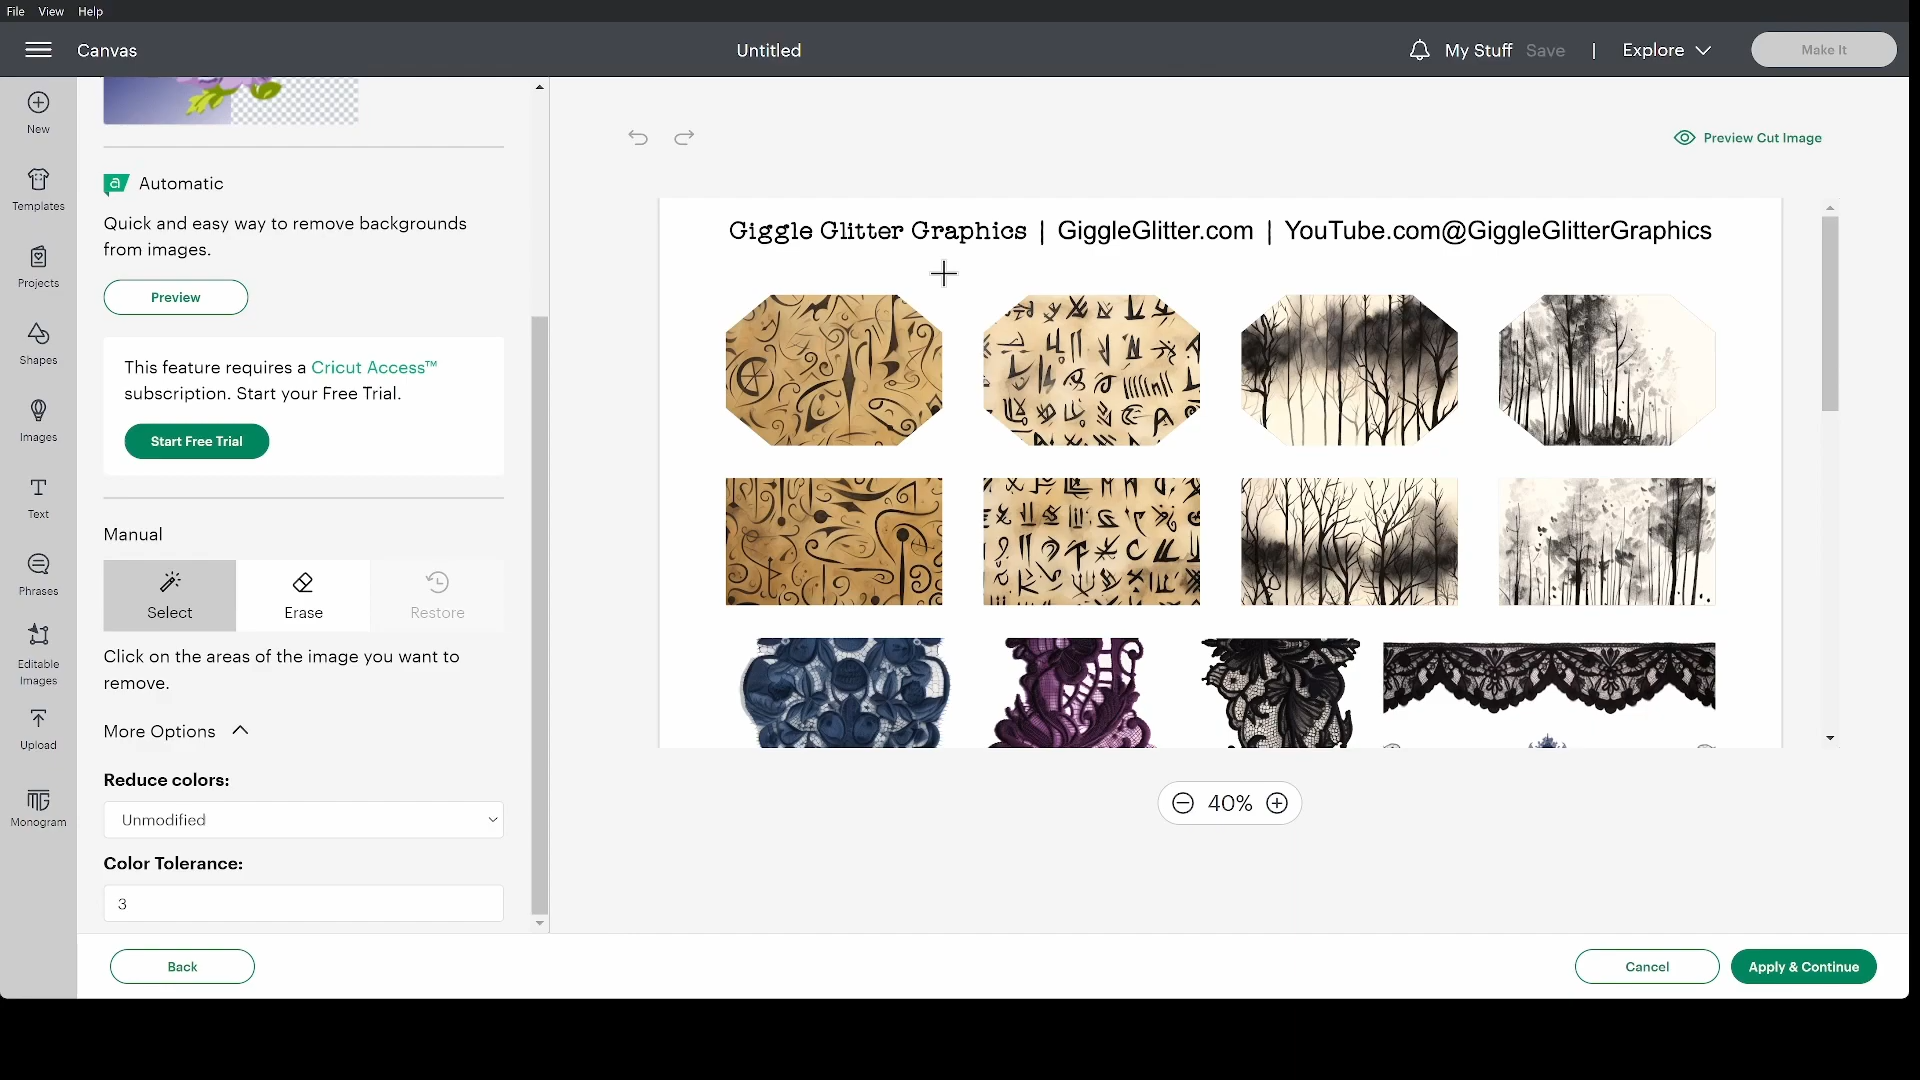 File View Help
Canvas
Untitled
My Stuff Save | Explore
Make It
New
Templates
Projects
Shapes
Images
Text
Phrases
Editable
Images
Upload
Monogram
a Automatic
Quick and easy way to remove backgrounds
from images.
Preview
This feature requires a Cricut Access™
subscription. Start your Free Trial.
Start Free Trial
Manual
Select
Erase
Restore
Click on the areas of the image you want to
remove.
More Options
Reduce colors:
Unmodified
Color Tolerance:
3
Back
Preview Cut Image
Giggle Glitter Graphics | GiggleGlitter.com | YouTube.com@GiggleGlitterGraphics
40%
Cancel
Apply & Continue